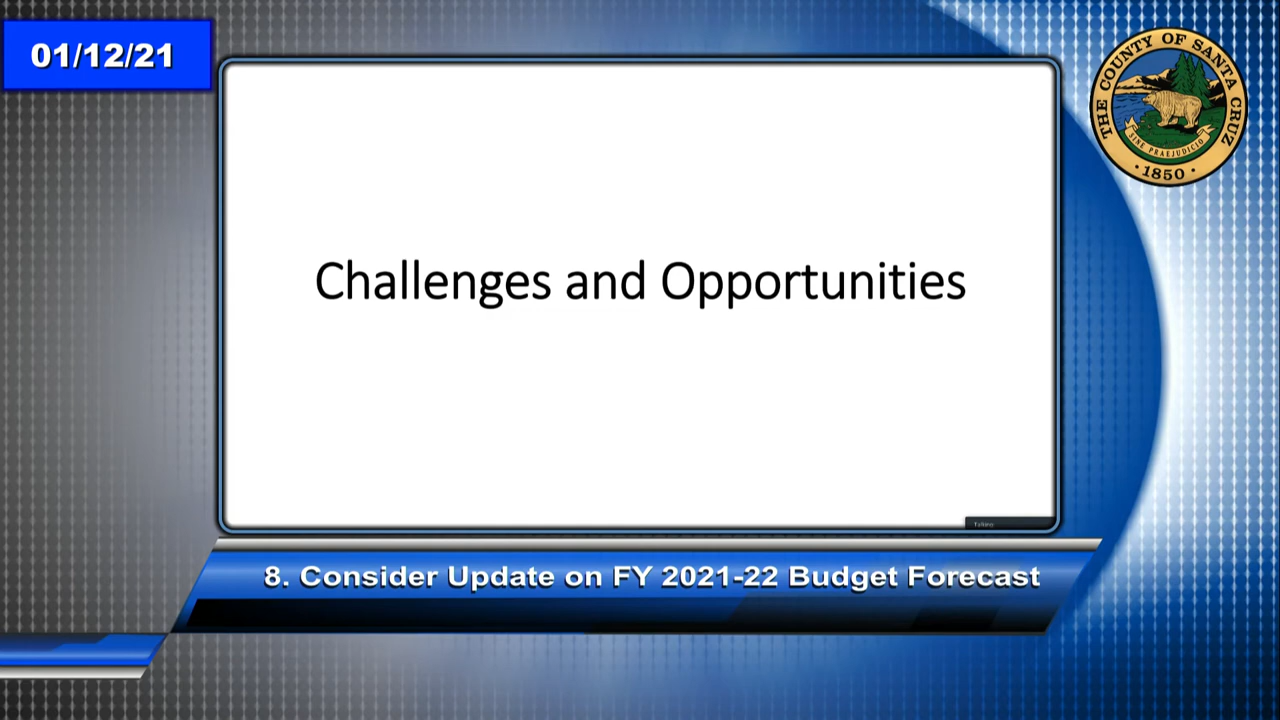 01/12/21
THE COUNTY OF SANTA CRUZ
SINE PRAEJUDICIO
• 1850 •
Challenges and Opportunities
8. Consider Update on FY 2021-22 Budget Forecast